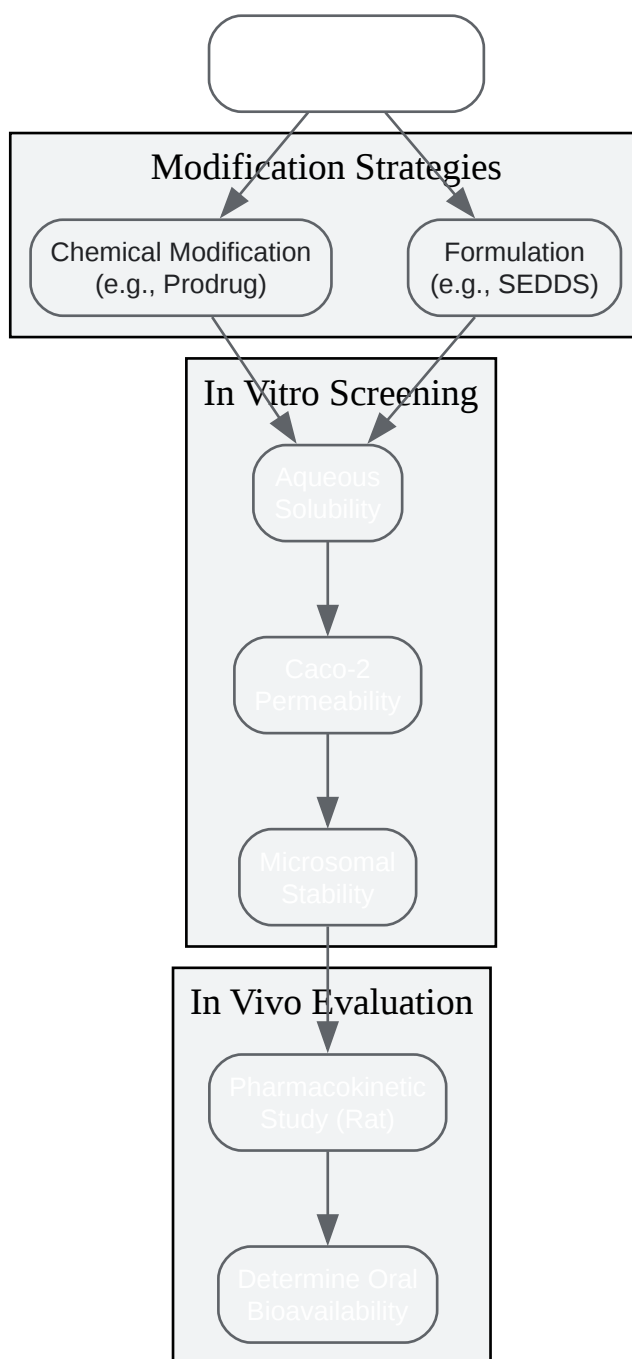 Modification Strategies
Chemical Modification
(e.g., Prodrug)
Formulation
(e.g., SEDDS)
In Vitro Screening
Aqueous
Solubility
Caco-2
Permeability
Microsomal
Stability
In Vivo Evaluation
Pharmacokinetic
Study (Rat)
Determine Oral
Bioavailability